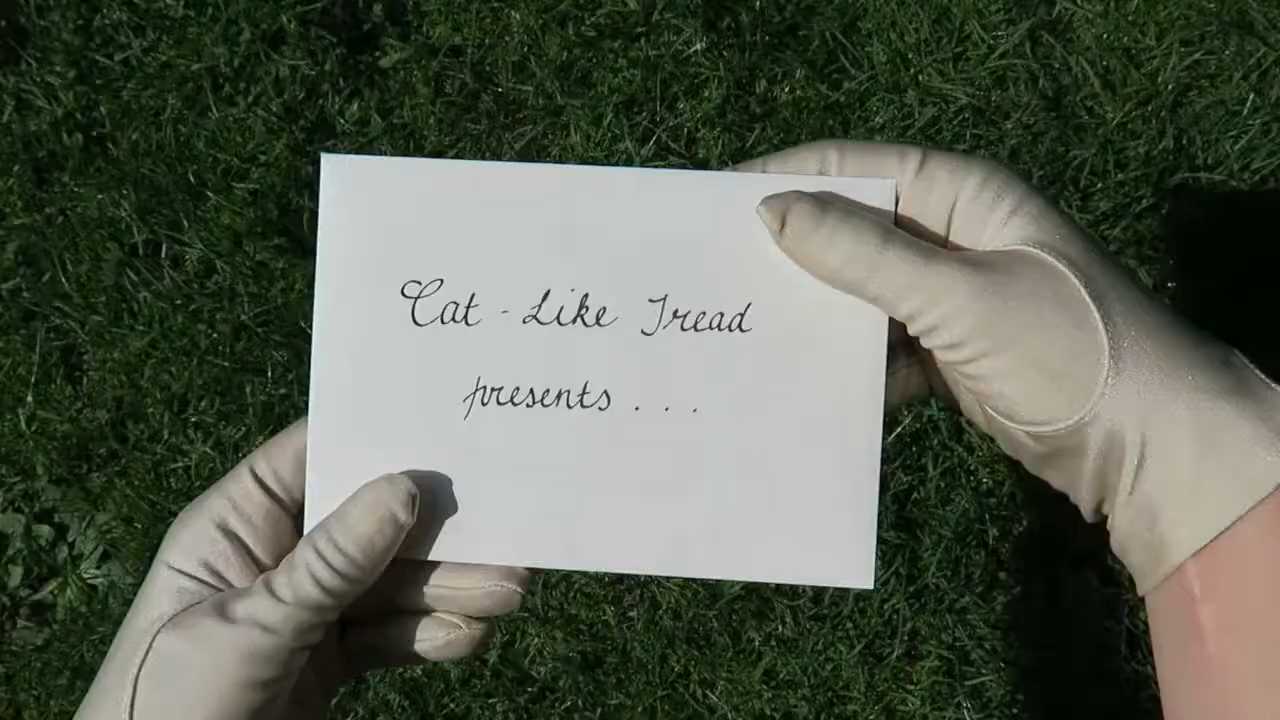 Cat-Like Tread
presents . . .